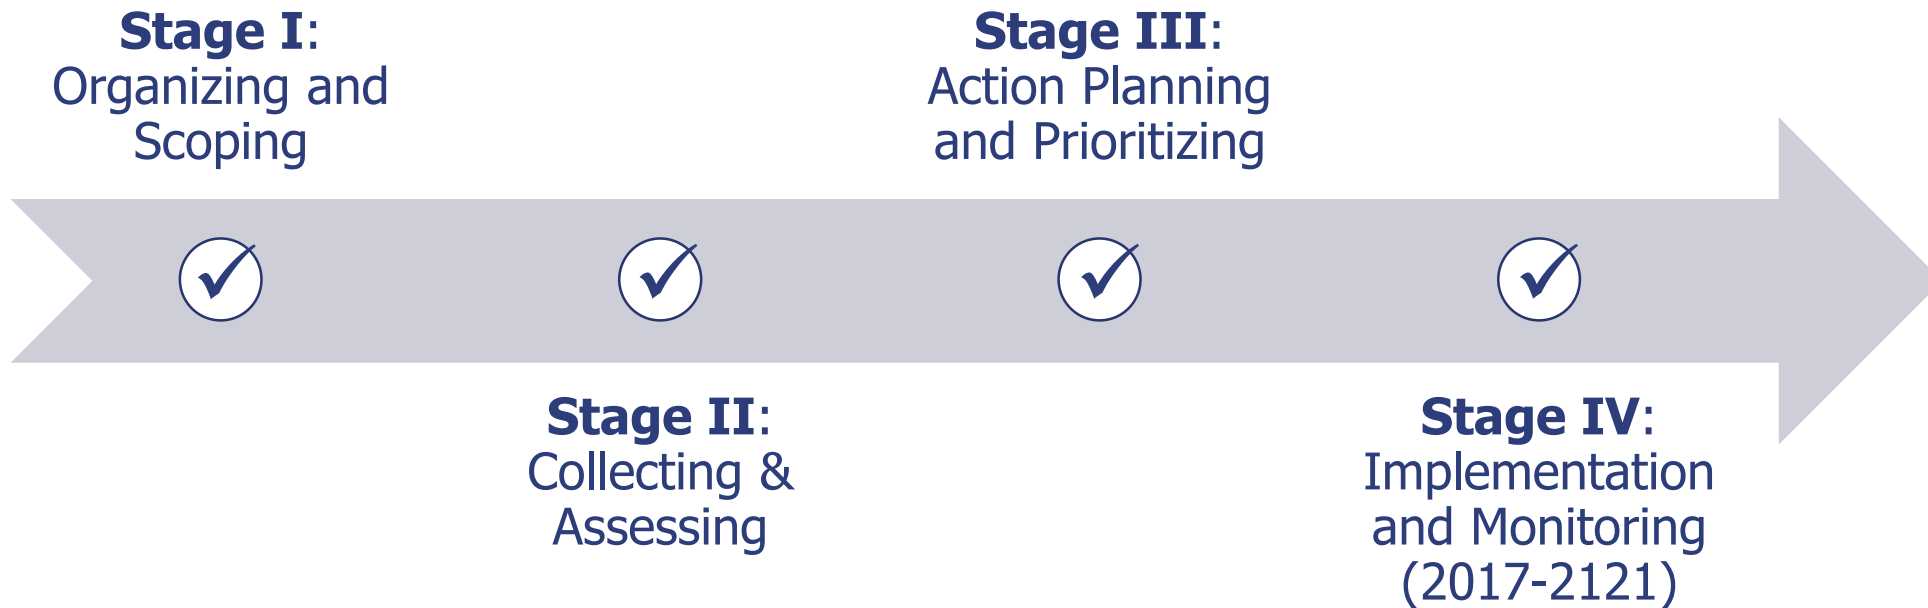 Stage I:
Organizing and
Scoping
Stage II:
Collecting &
Assessing
Stage III:
Action Planning
and Prioritizing
Stage IV:
Implementation
and Monitoring
(2017-2121)